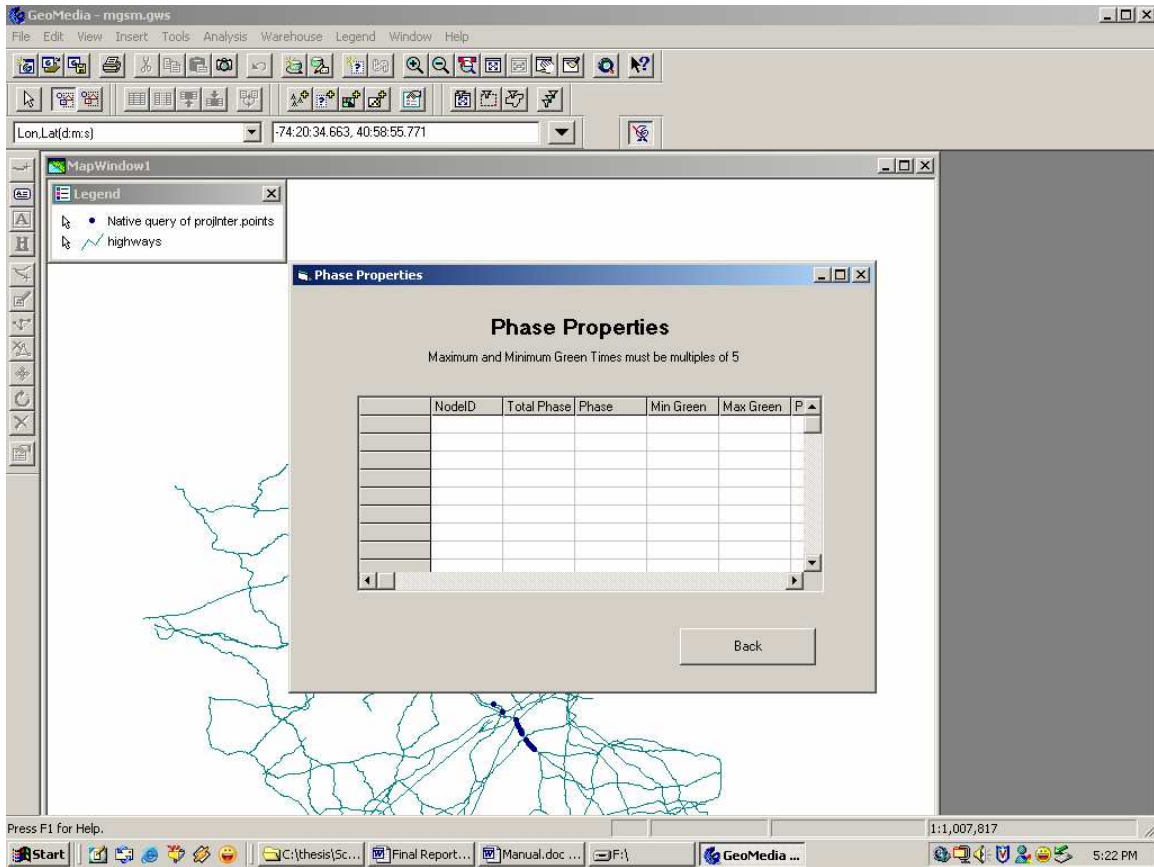 GeoMedia - mgsm.gws
File Edit View Insert Tools Analysis Warehouse Legend Window Help
Lon,Lat(d:m:s) -74:20:34.663, 40:58:55.771
MapWindow1
Legend
Native query of projInter.points
highways
Phase Properties
Phase Properties
Maximum and Minimum Green Times must be multiples of 5
NodeID Total Phase Phase Min Green Max Green P
Back
Press F1 for Help. 1:1,007,817
Start C:\thesis\Sc... Final Report... Manual.doc ... F:\ GeoMedia ... 5:22 PM